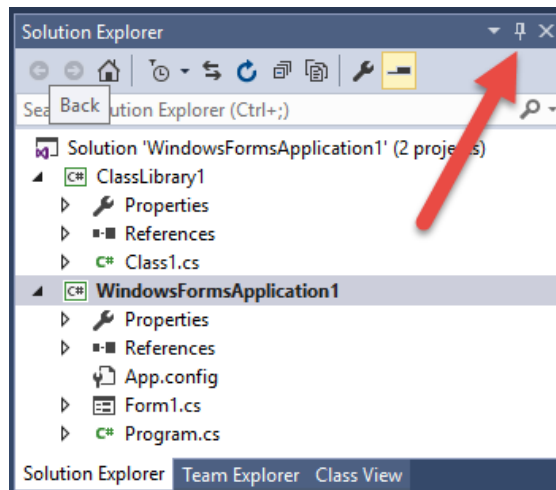 Solution Explorer
Back
Sea ution Explorer (Ctrl+;)
Solution 'WindowsFormsApplication1' (2 projects)
C# ClassLibrary1
Properties
References
C# Class1.cs
C# WindowsFormsApplication1
Properties
References
App.config
Form1.cs
C# Program.cs
Solution Explorer Team Explorer Class View